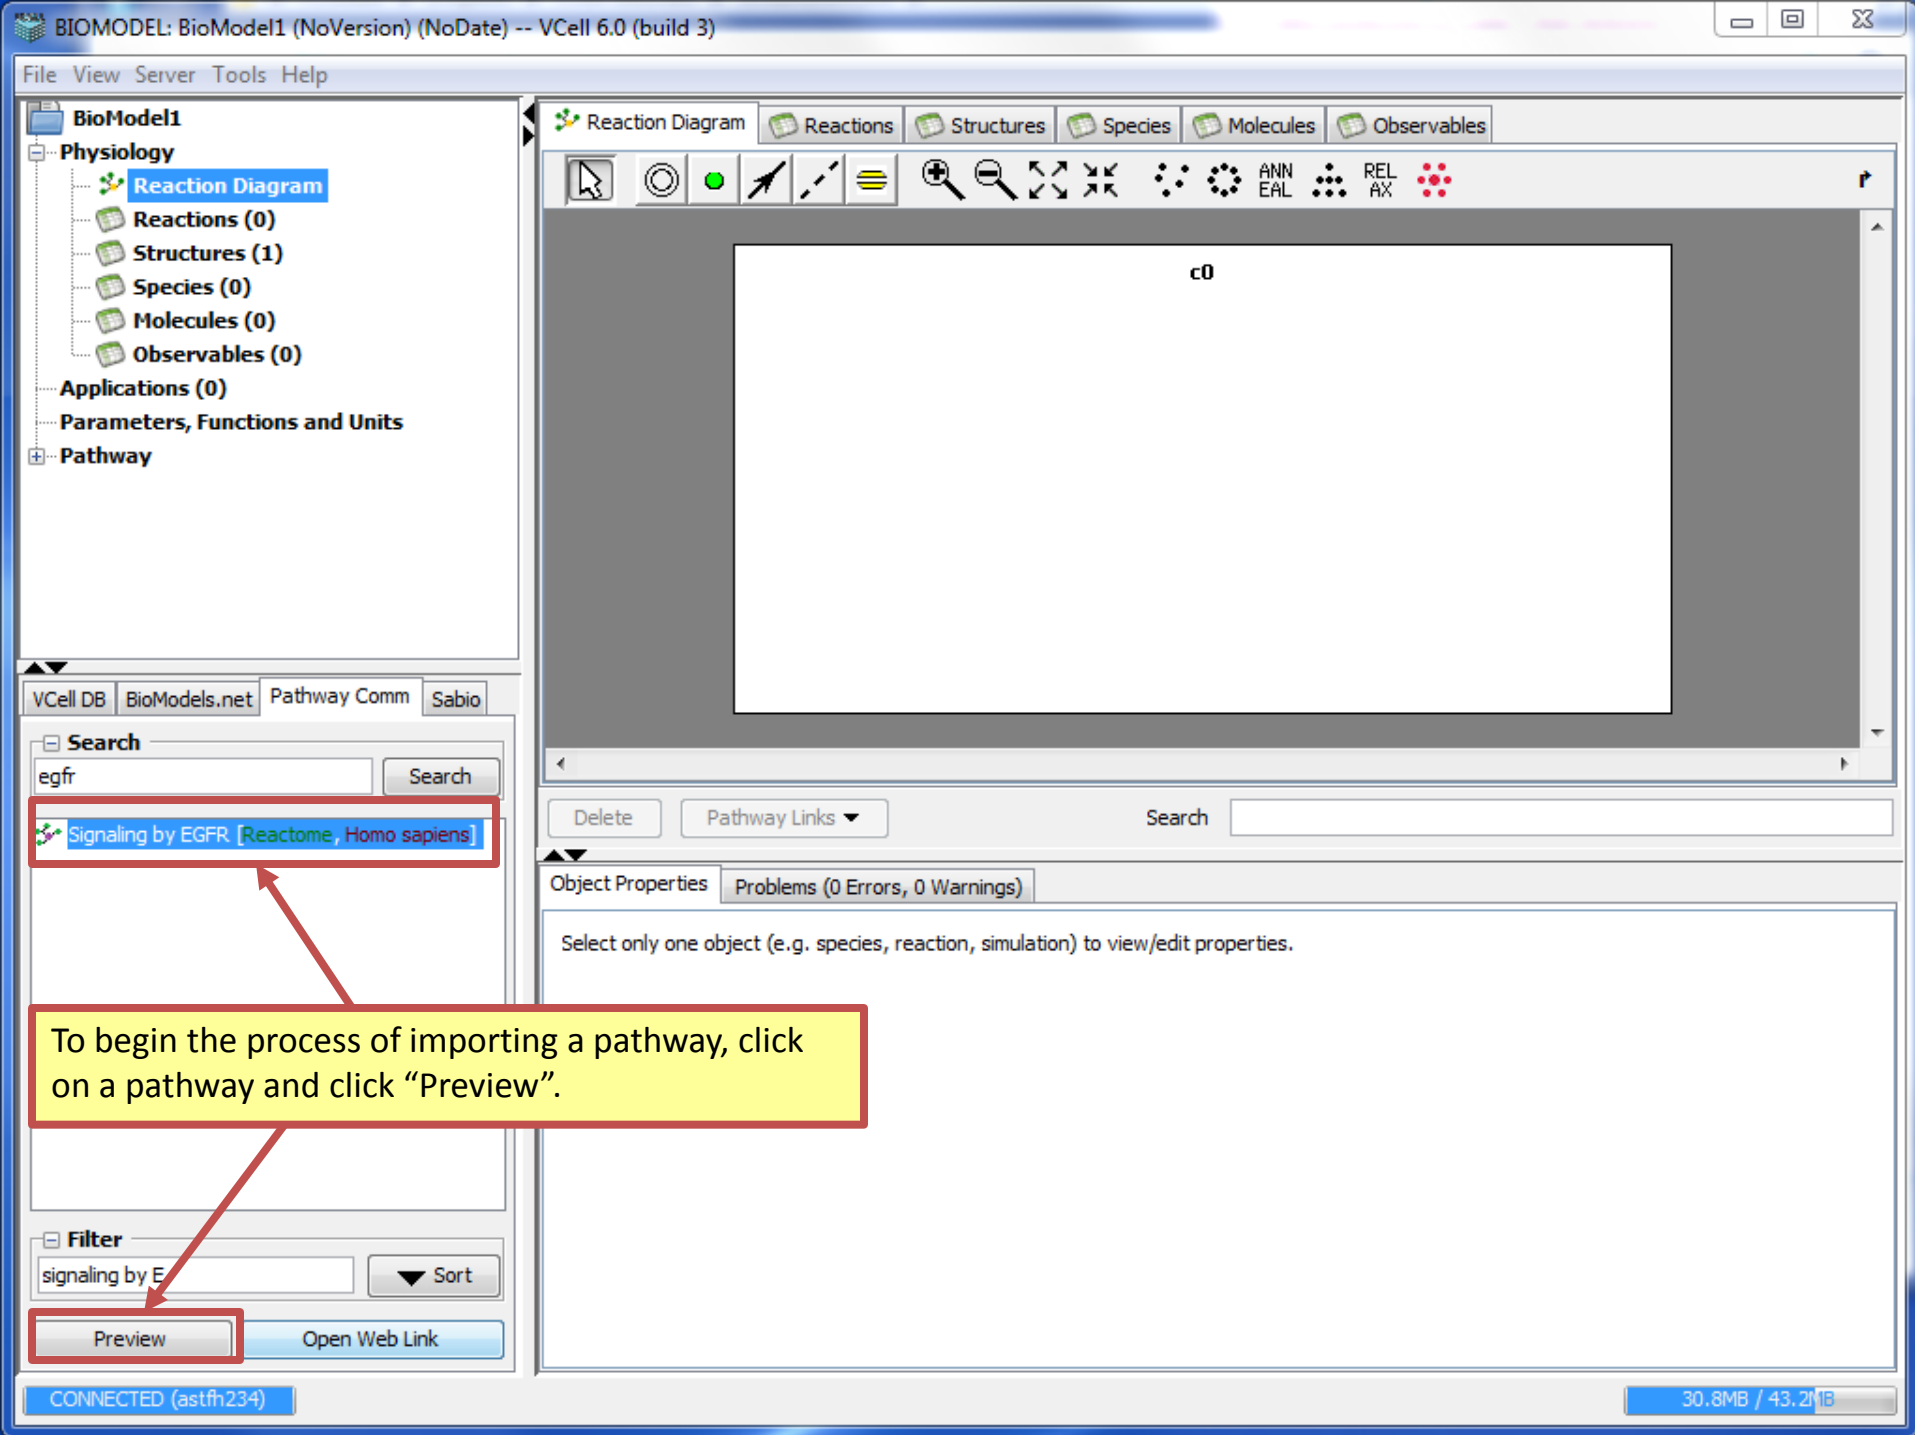 BIOMODEL: BioModel1 (NoVersion) (NoDate) -- VCell 6.0 (build 3)
File View Server Tools Help
BioModel1
Physiology
Reaction Diagram
Reactions (0)
Structures (1)
Species (0)
Molecules (0)
Observables (0)
Applications (0)
Parameters, Functions and Units
Pathway
Reaction Diagram Reactions Structures Species Molecules Observables
ANN EAL REL AX
c0
VCell DB BioModels.net Pathway Comm Sabio
Search
egfr Search
Signaling by EGFR [Reactome, Homo sapiens]
Delete Pathway Links Search
Object Properties Problems (0 Errors, 0 Warnings)
Select only one object (e.g. species, reaction, simulation) to view/edit properties.
To begin the process of importing a pathway, click
on a pathway and click “Preview”.
Filter
signaling by E Sort
Preview Open Web Link
CONNECTED (astfh234) 30.8MB / 43.2MB